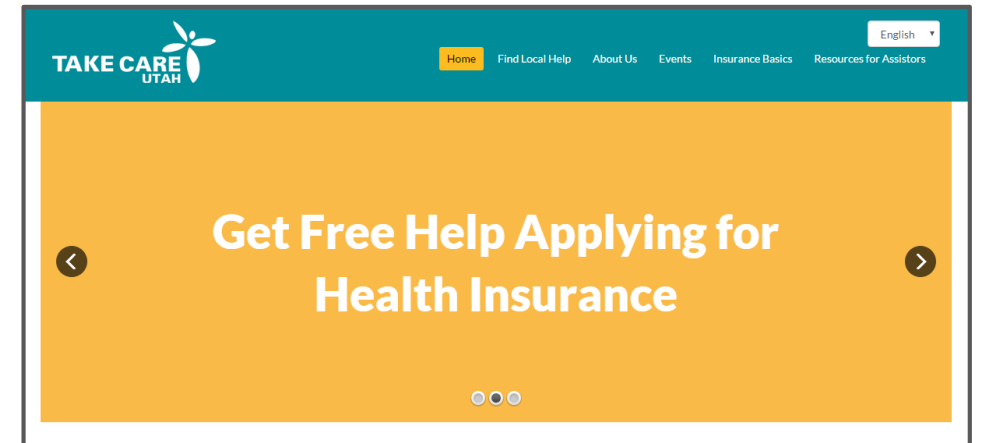 English
TAKE CARE
UTAH
Home Find Local Help About Us Events Insurance Basics Resources for Assistors
Get Free Help Applying for
Health Insurance